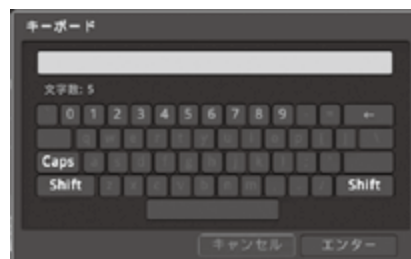 キーボード
文字数: 5
0 1 2 3 4 5 6 7 8 9 - = ←
q w e r t y u i o p [ ] \
Caps a s d f g h j k l ; '
Shift z x c v b n m , . / Shift
キャンセル エンター